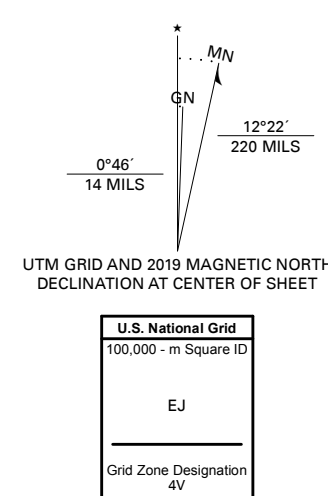 ★
MN
GN
12°22´
220 MILS
0°46´
14 MILS
UTM GRID AND 2019 MAGNETIC NORTH
DECLINATION AT CENTER OF SHEET
U.S. National Grid
100,000 - m Square ID
EJ
Grid Zone Designation
4V